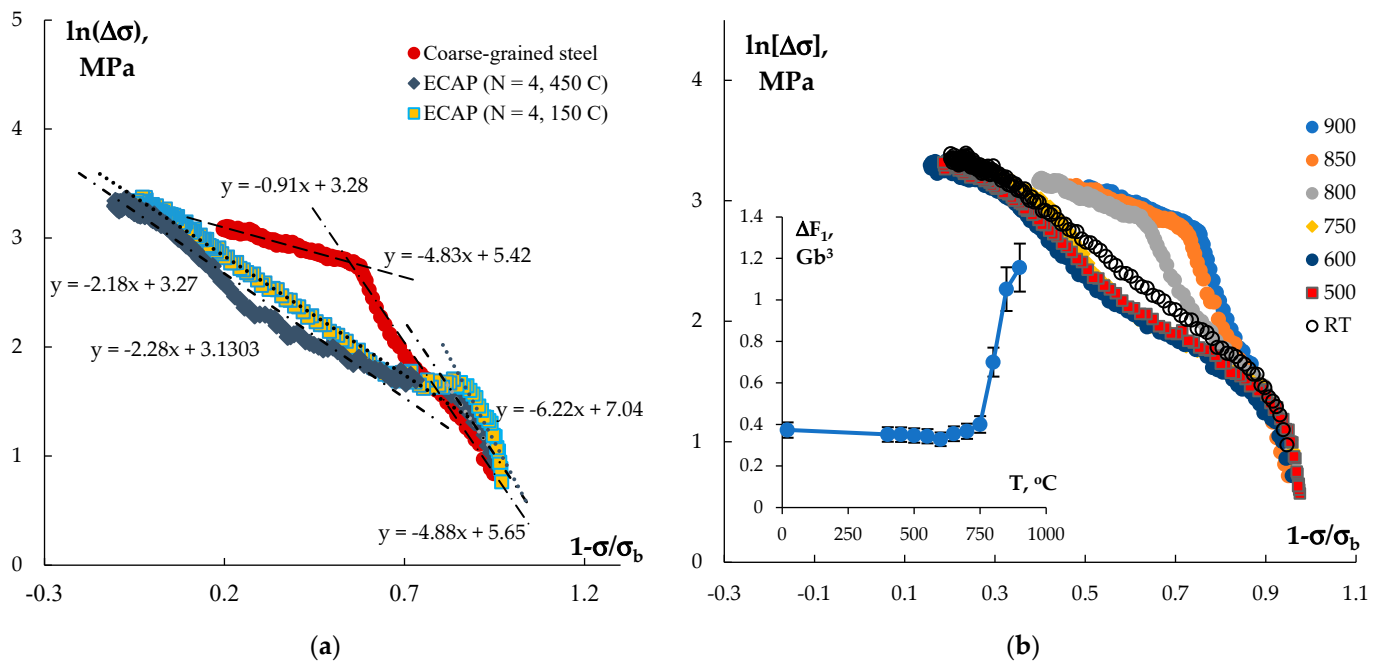 ln(Δσ),
MPa
5
4
3
2
1
0
-0.3
0.2
0.7
1.2
1-σ/σb
Coarse-grained steel
ECAP (N = 4, 450 C)
ECAP (N = 4, 150 C)
y = -0.91x + 3.28
y = -4.83x + 5.42
y = -2.18x + 3.27
y = -2.28x + 3.1303
y = -6.22x + 7.04
y = -4.88x + 5.65
(a)
ln[Δσ],
MPa
4
3
2
1
0
-0.3
-0.1
0.1
0.3
0.5
0.7
0.9
1.1
1-σ/σb
900
850
800
750
600
500
RT
ΔF1,
Gb³
1.4
1.2
1
0.8
0.6
0.4
0.2
0
0
250
500
750
1000
T, ºC
(b)